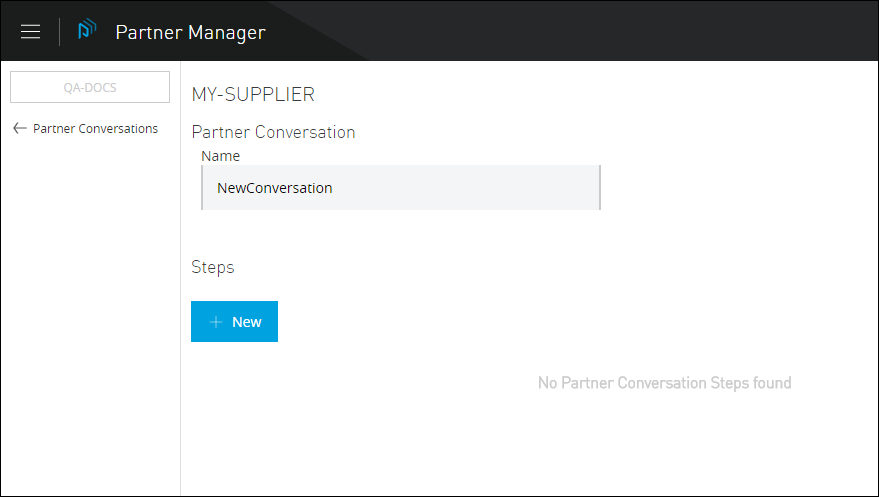 Partner Manager
QA-DOCS
Partner Conversations
MY-SUPPLIER
Partner Conversation
Name
NewConversation
Steps
New
No Partner Conversation Steps found